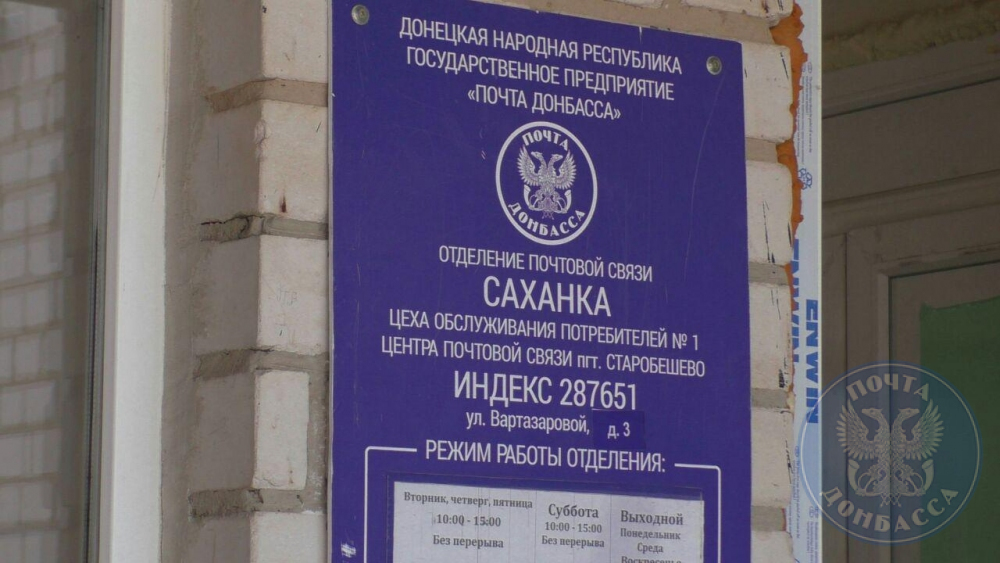 ДОНЕЦКАЯ НАРОДНАЯ РЕСПУБЛИКА
ГОСУДАРСТВЕННОЕ ПРЕДПРИЯТИЕ
«ПОЧТА ДОНБАССА»
ПОЧТА
ДОНБАССА
ОТДЕЛЕНИЕ ПОЧТОВОЙ СВЯЗИ
САХАНКА
ЦЕХА ОБСЛУЖИВАНИЯ ПОТРЕБИТЕЛЕЙ № 1
ЦЕНТРА ПОЧТОВОЙ СВЯЗИ пгт. СТАРОБЕШЕВО
ИНДЕКС 287651
ул. Вартазаровой, д. 3
РЕЖИМ РАБОТЫ ОТДЕЛЕНИЯ:
Вторник, четверг, пятница
10:00 - 15:00
Без перерыва
Суббота
10:00 - 15:00
Без перерыва
Выходной
Понедельник
Среда
Воскресенье
ENWIN
ПОЧТА
ДОНБАССА